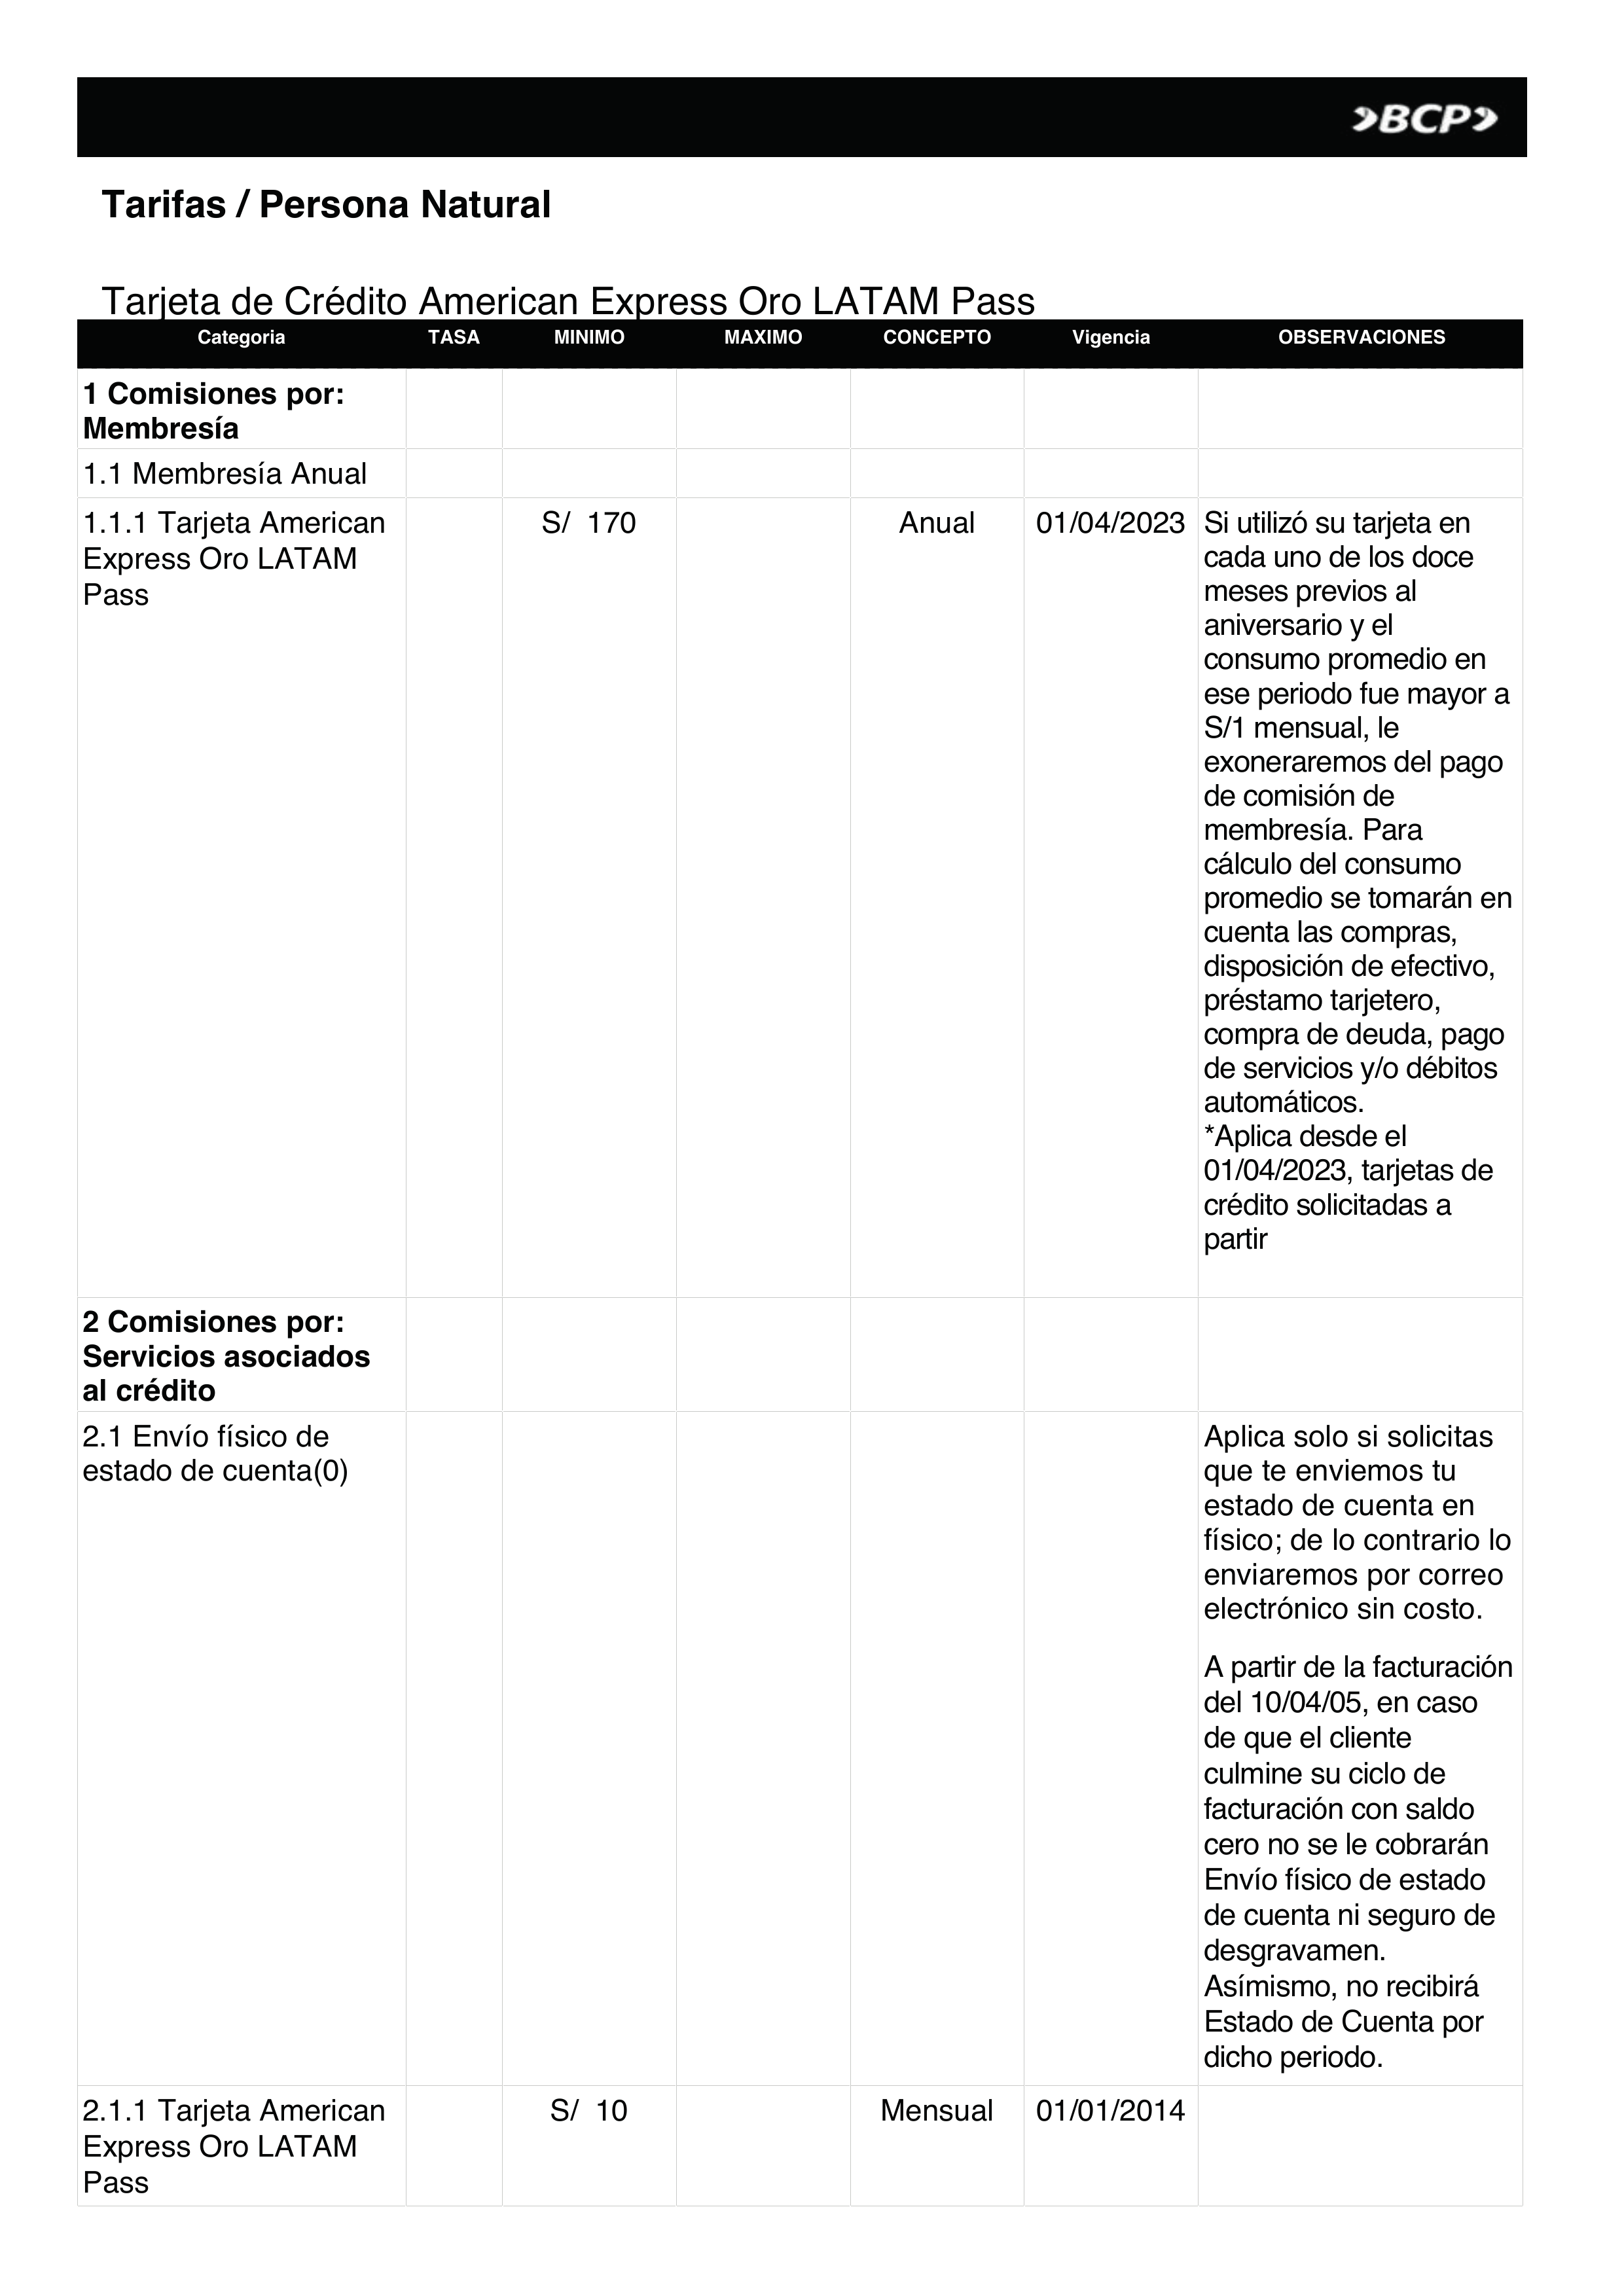 BCP
Tarifas / Persona Natural
Tarjeta de Crédito American Express Oro LATAM Pass
Categoria TASA MINIMO MAXIMO CONCEPTO Vigencia OBSERVACIONES
1 Comisiones por:
Membresía
1.1 Membresía Anual
1.1.1 Tarjeta American
Express Oro LATAM
Pass
S/ 170
Anual
01/04/2023
Si utilizó su tarjeta en
cada uno de los doce
meses previos al
aniversario y el
consumo promedio en
ese periodo fue mayor a
S/1 mensual, le
exoneraremos del pago
de comisión de
membresía. Para
cálculo del consumo
promedio se tomarán en
cuenta las compras,
disposición de efectivo,
préstamo tarjetero,
compra de deuda, pago
de servicios y/o débitos
automáticos.
*Aplica desde el
01/04/2023, tarjetas de
crédito solicitadas a
partir
2 Comisiones por:
Servicios asociados
al crédito
2.1 Envío físico de
estado de cuenta(0)
Aplica solo si solicitas
que te enviemos tu
estado de cuenta en
físico; de lo contrario lo
enviaremos por correo
electrónico sin costo.
A partir de la facturación
del 10/04/05, en caso
de que el cliente
culmine su ciclo de
facturación con saldo
cero no se le cobrarán
Envío físico de estado
de cuenta ni seguro de
desgravamen.
Asímismo, no recibirá
Estado de Cuenta por
dicho periodo.
2.1.1 Tarjeta American
Express Oro LATAM
Pass
S/ 10
Mensual
01/01/2014